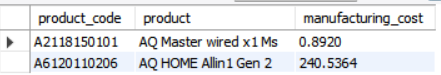 product_code product manufacturing_cost
A2118150101 AQ Master wired x1 Ms 0.8920
A6120110206 AQ HOME Allin1 Gen 2 240.5364